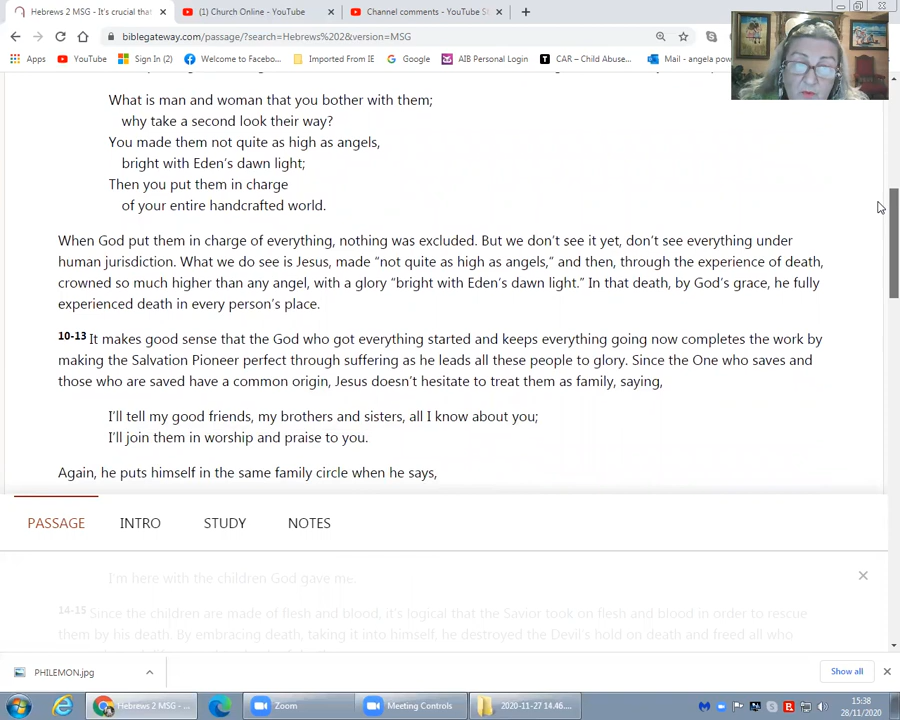 Hebrews 2 MSG - It's crucial that
(1) Church Online - YouTube
Channel comments - YouTube St
biblegateway.com/passage/?search=Hebrews%202&version=MSG
Apps YouTube Sign In (2) Welcome to Facebo... Imported From IE Google AIB Personal Login CAR – Child Abuse... Mail - angela pow
What is man and woman that you bother with them;
why take a second look their way?
You made them not quite as high as angels,
bright with Eden's dawn light;
Then you put them in charge
of your entire handcrafted world.
When God put them in charge of everything, nothing was excluded. But we don't see it yet, don't see everything under
human jurisdiction. What we do see is Jesus, made “not quite as high as angels,” and then, through the experience of death,
crowned so much higher than any angel, with a glory “bright with Eden's dawn light.” In that death, by God's grace, he fully
experienced death in every person's place.
10-13 It makes good sense that the God who got everything started and keeps everything going now completes the work by
making the Salvation Pioneer perfect through suffering as he leads all these people to glory. Since the One who saves and
those who are saved have a common origin, Jesus doesn't hesitate to treat them as family, saying,
I'll tell my good friends, my brothers and sisters, all I know about you;
I'll join them in worship and praise to you.
Again, he puts himself in the same family circle when he says,
PASSAGE INTRO STUDY NOTES
I'm here with the children God gave me.
14-15 Since the children are made of flesh and blood, it's logical that the Savior took on flesh and blood in order to rescue
them by his death. By embracing death, taking it into himself, he destroyed the Devil's hold on death and freed all who
PHILEMON.jpg
Show all
Hebrews 2 MSG - ...
Zoom
Meeting Controls
2020-11-27 14.46....
15:38
28/11/2020